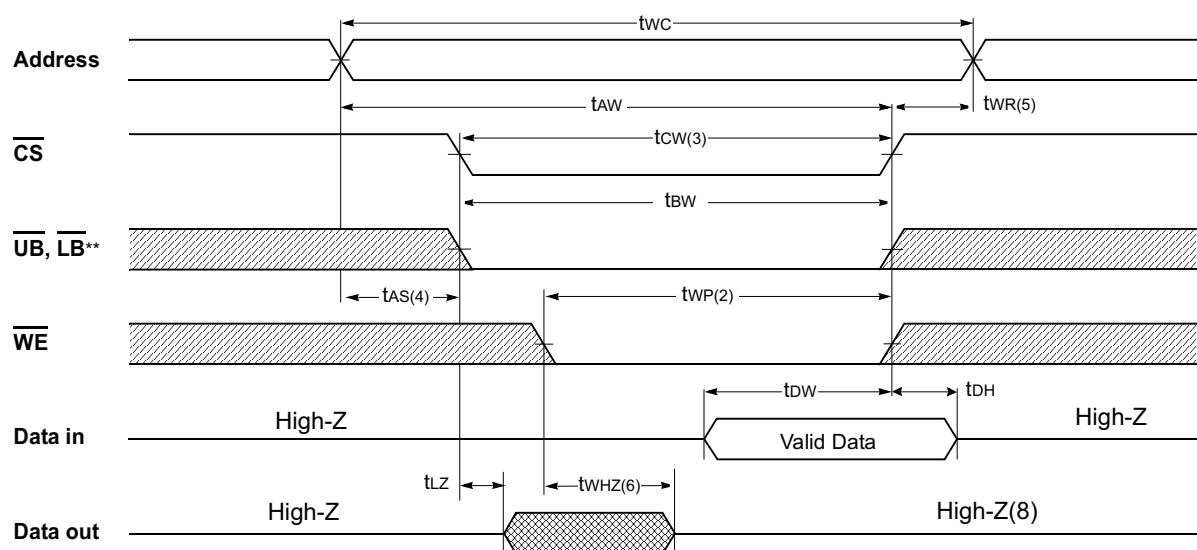 tWC
Address
tAW
tWR(5)
CS
tCW(3)
tBW
UB, LB**
tAS(4)
tWP(2)
WE
tDW
tDH
Data in
High-Z
Valid Data
High-Z
tLZ
tWHZ(6)
Data out
High-Z
High-Z(8)